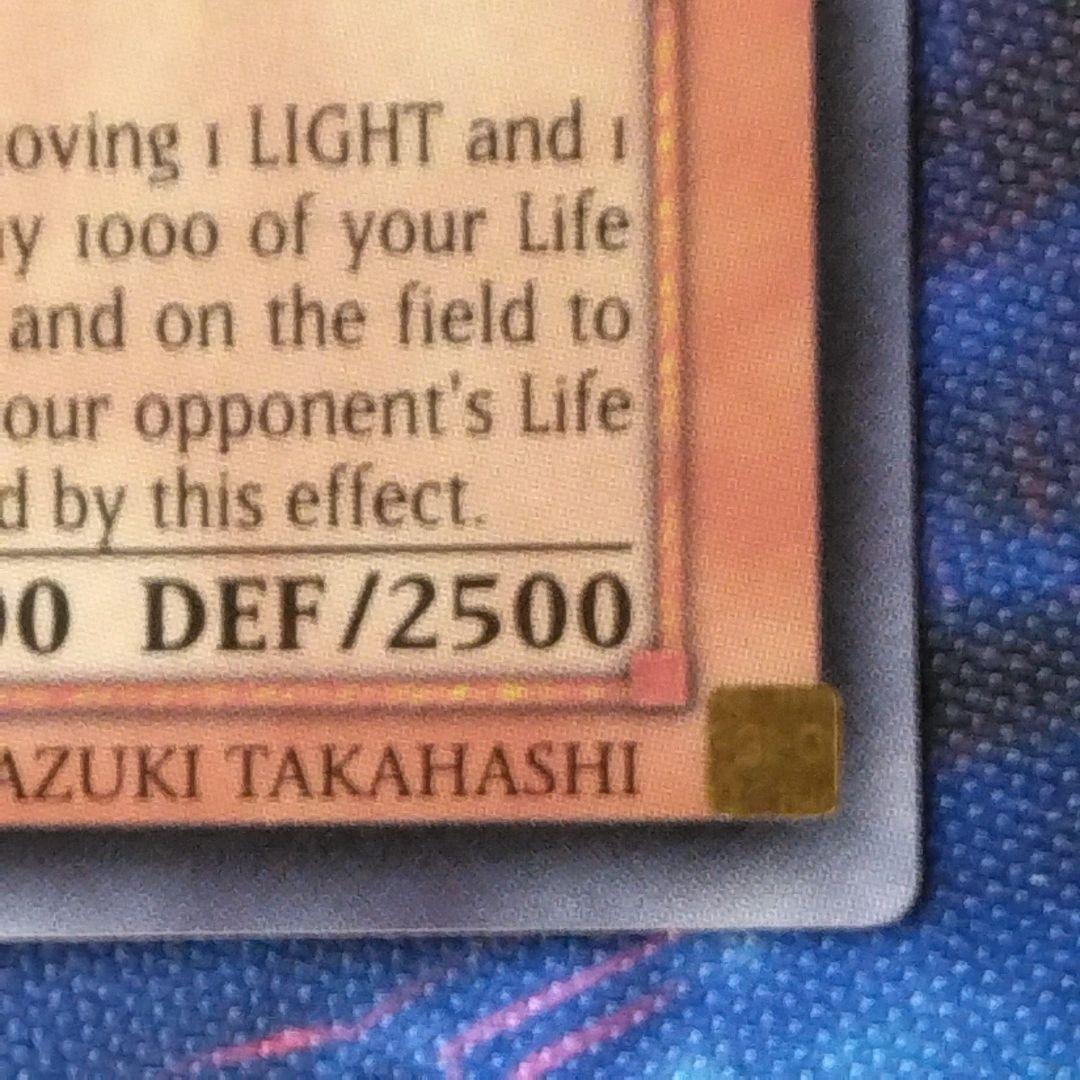 oving 1 LIGHT and 1
y 1000 of your Life
and on the field to
our opponent's Life
d by this effect.
00 DEF/2500
AZUKI TAKAHASHI